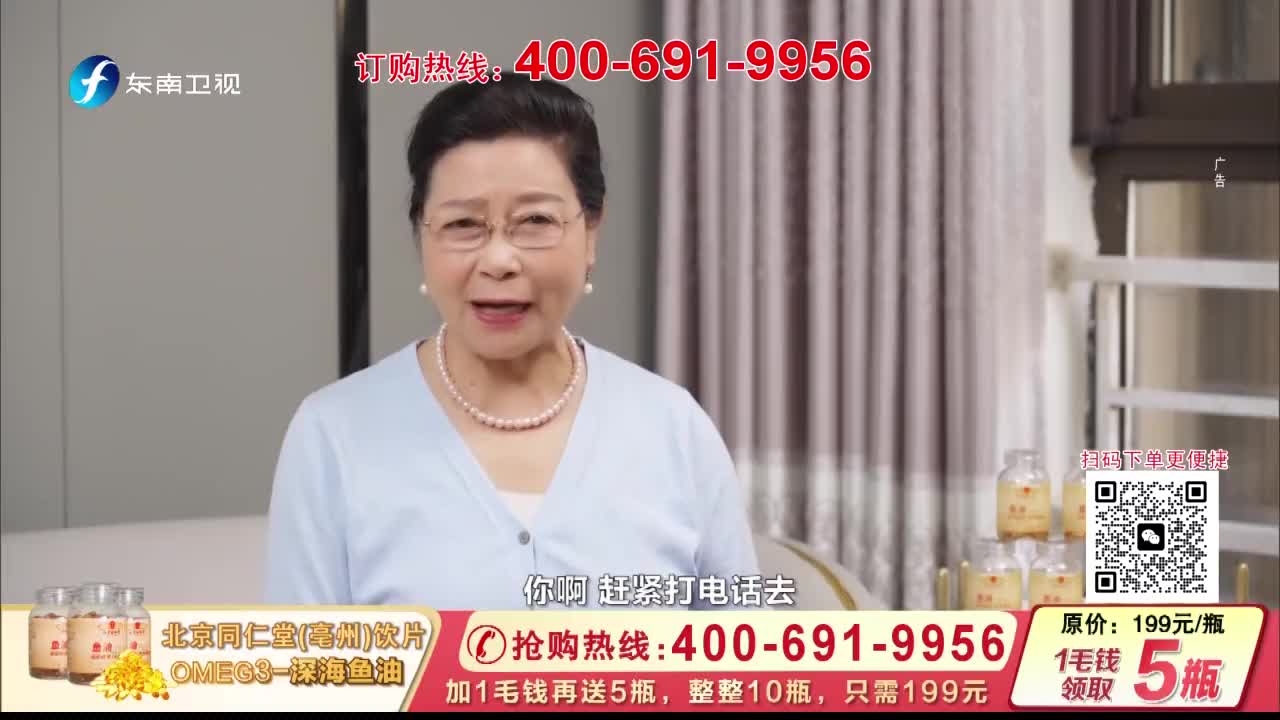 订购热线：400-691-9956
东南卫视
广告
扫码下单更便捷
你啊 赶紧打电话去
北京同仁堂(亳州)饮片
OMEG3-深海鱼油
抢购热线:400-691-9956
加1毛钱再送5瓶，整整10瓶，只需199元
原价：199元/瓶
1毛钱
领取 5瓶
鱼油